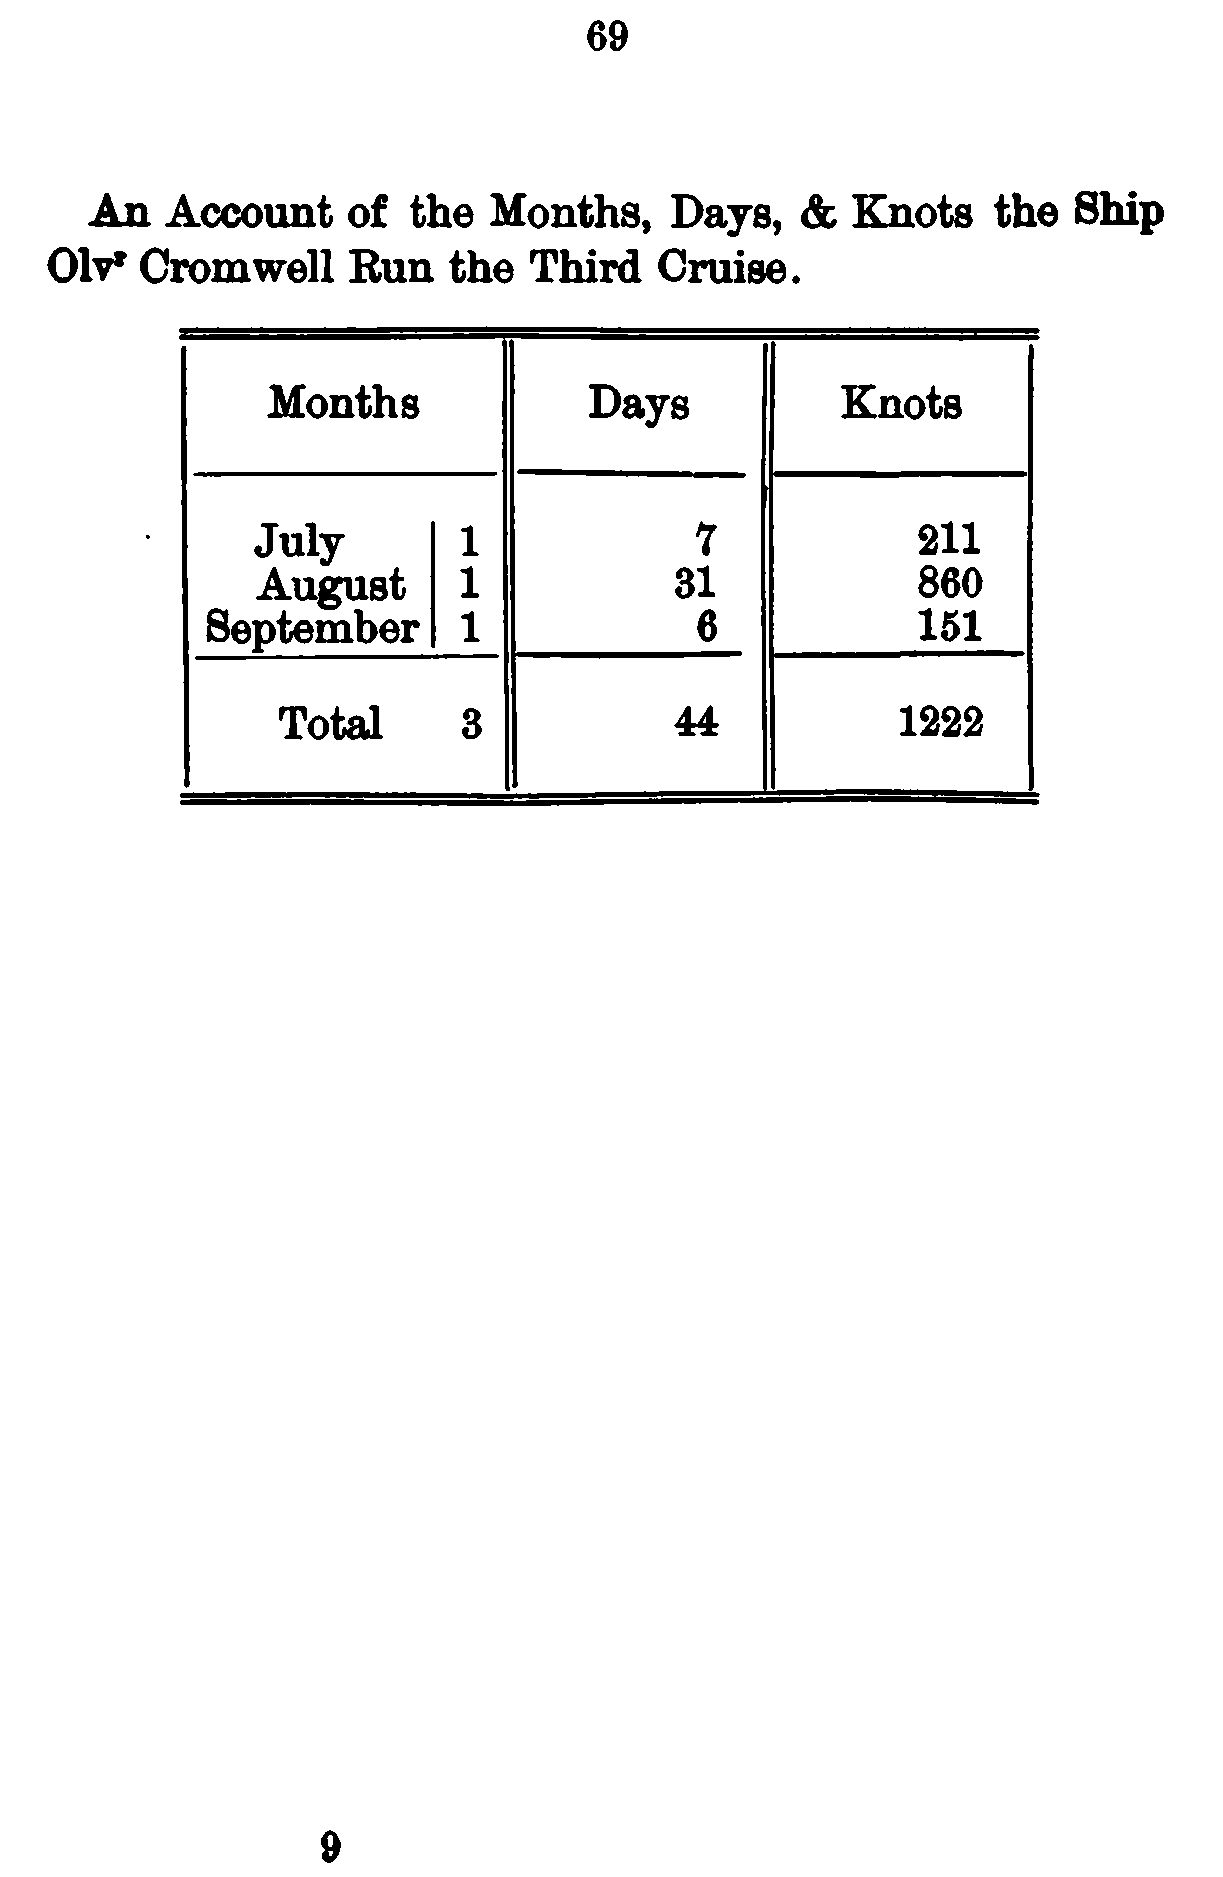 69
An Account of the Months, Days, & Knots the Ship
Olvʳ Cromwell Run the Third Cruise.
Months Days Knots
July 1 7 211
August 1 31 860
September 1 6 151
Total 3 44 1222
9